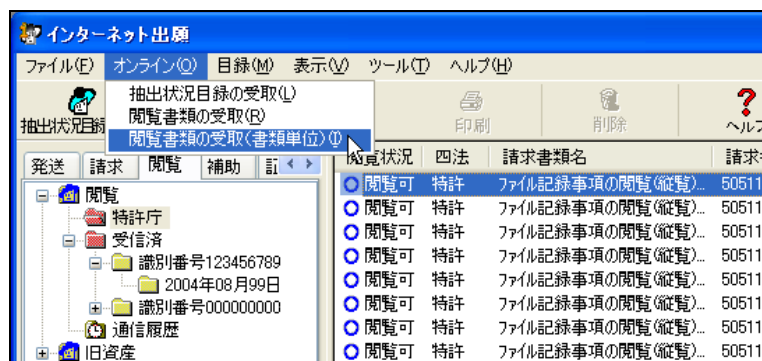 インターネット出願
ファイル(F) オンライン(O) 目録(M) 表示(V) ツール(T) ヘルプ(H)
抽出状況目録の受取(L)
閲覧書類の受取(R)
閲覧書類の受取(書類単位)(I)
抽出状況目録 印刷 削除 ヘルプ
発送 請求 閲覧 補助
閲覧状況 四法 請求書類名 請求
閲覧
特許庁
受信済
識別番号123456789
2004年08月99日
識別番号000000000
通信履歴
旧資産
閲覧可 特許 ファイル記録事項の閲覧(縦覧)... 50511
閲覧可 特許 ファイル記録事項の閲覧(縦覧)... 50511
閲覧可 特許 ファイル記録事項の閲覧(縦覧)... 50511
閲覧可 特許 ファイル記録事項の閲覧(縦覧)... 50511
閲覧可 特許 ファイル記録事項の閲覧(縦覧)... 50511
閲覧可 特許 ファイル記録事項の閲覧(縦覧)... 50511
閲覧可 特許 ファイル記録事項の閲覧(縦覧)... 50511
閲覧可 特許 ファイル記録事項の閲覧(縦覧)... 50511